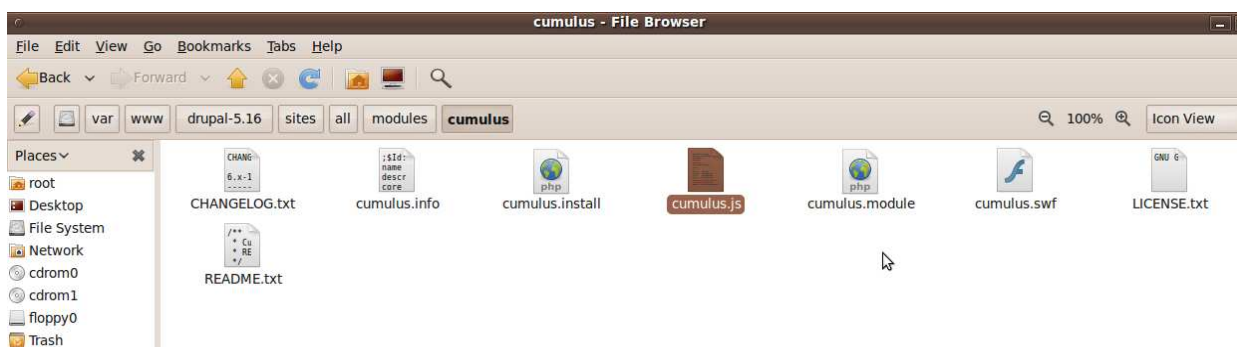 cumulus - File Browser
File Edit View Go Bookmarks Tabs Help
Back Forward
var www drupal-5.16 sites all modules cumulus 100% Icon View
Places
root
Desktop
File System
Network
cdrom0
cdrom1
floppy0
Trash
CHANG
6.x-1
-----
CHANGELOG.txt
;$Id:
name
descr
core
cumulus.info
php
cumulus.install
cumulus.js
php
cumulus.module
cumulus.swf
GNU G
LICENSE.txt
/**
* Cu
* RE
*/
README.txt